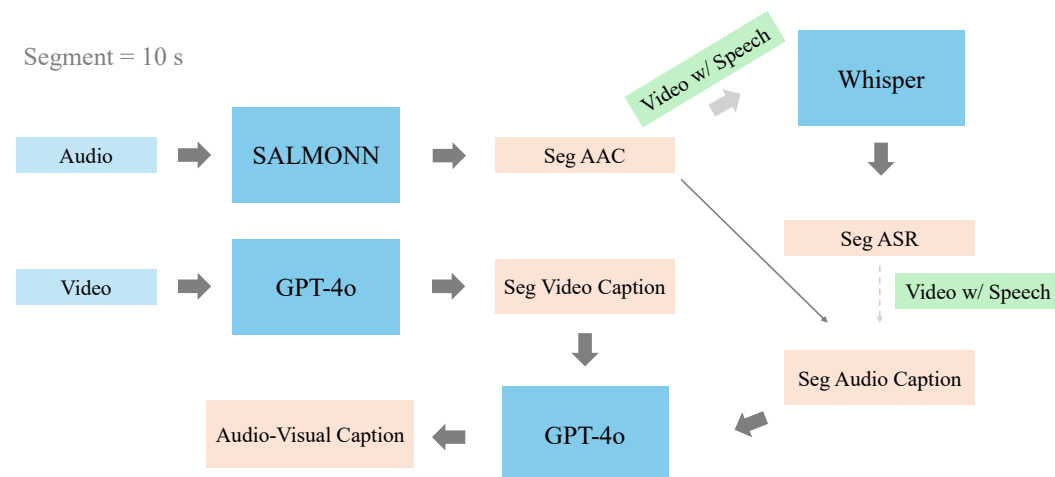 Segment = 10 s
Video w/ Speech
Whisper
Audio
SALMONN
Seg AAC
Seg ASR
Video
GPT-4o
Seg Video Caption
Video w/ Speech
Seg Audio Caption
Audio-Visual Caption
GPT-4o